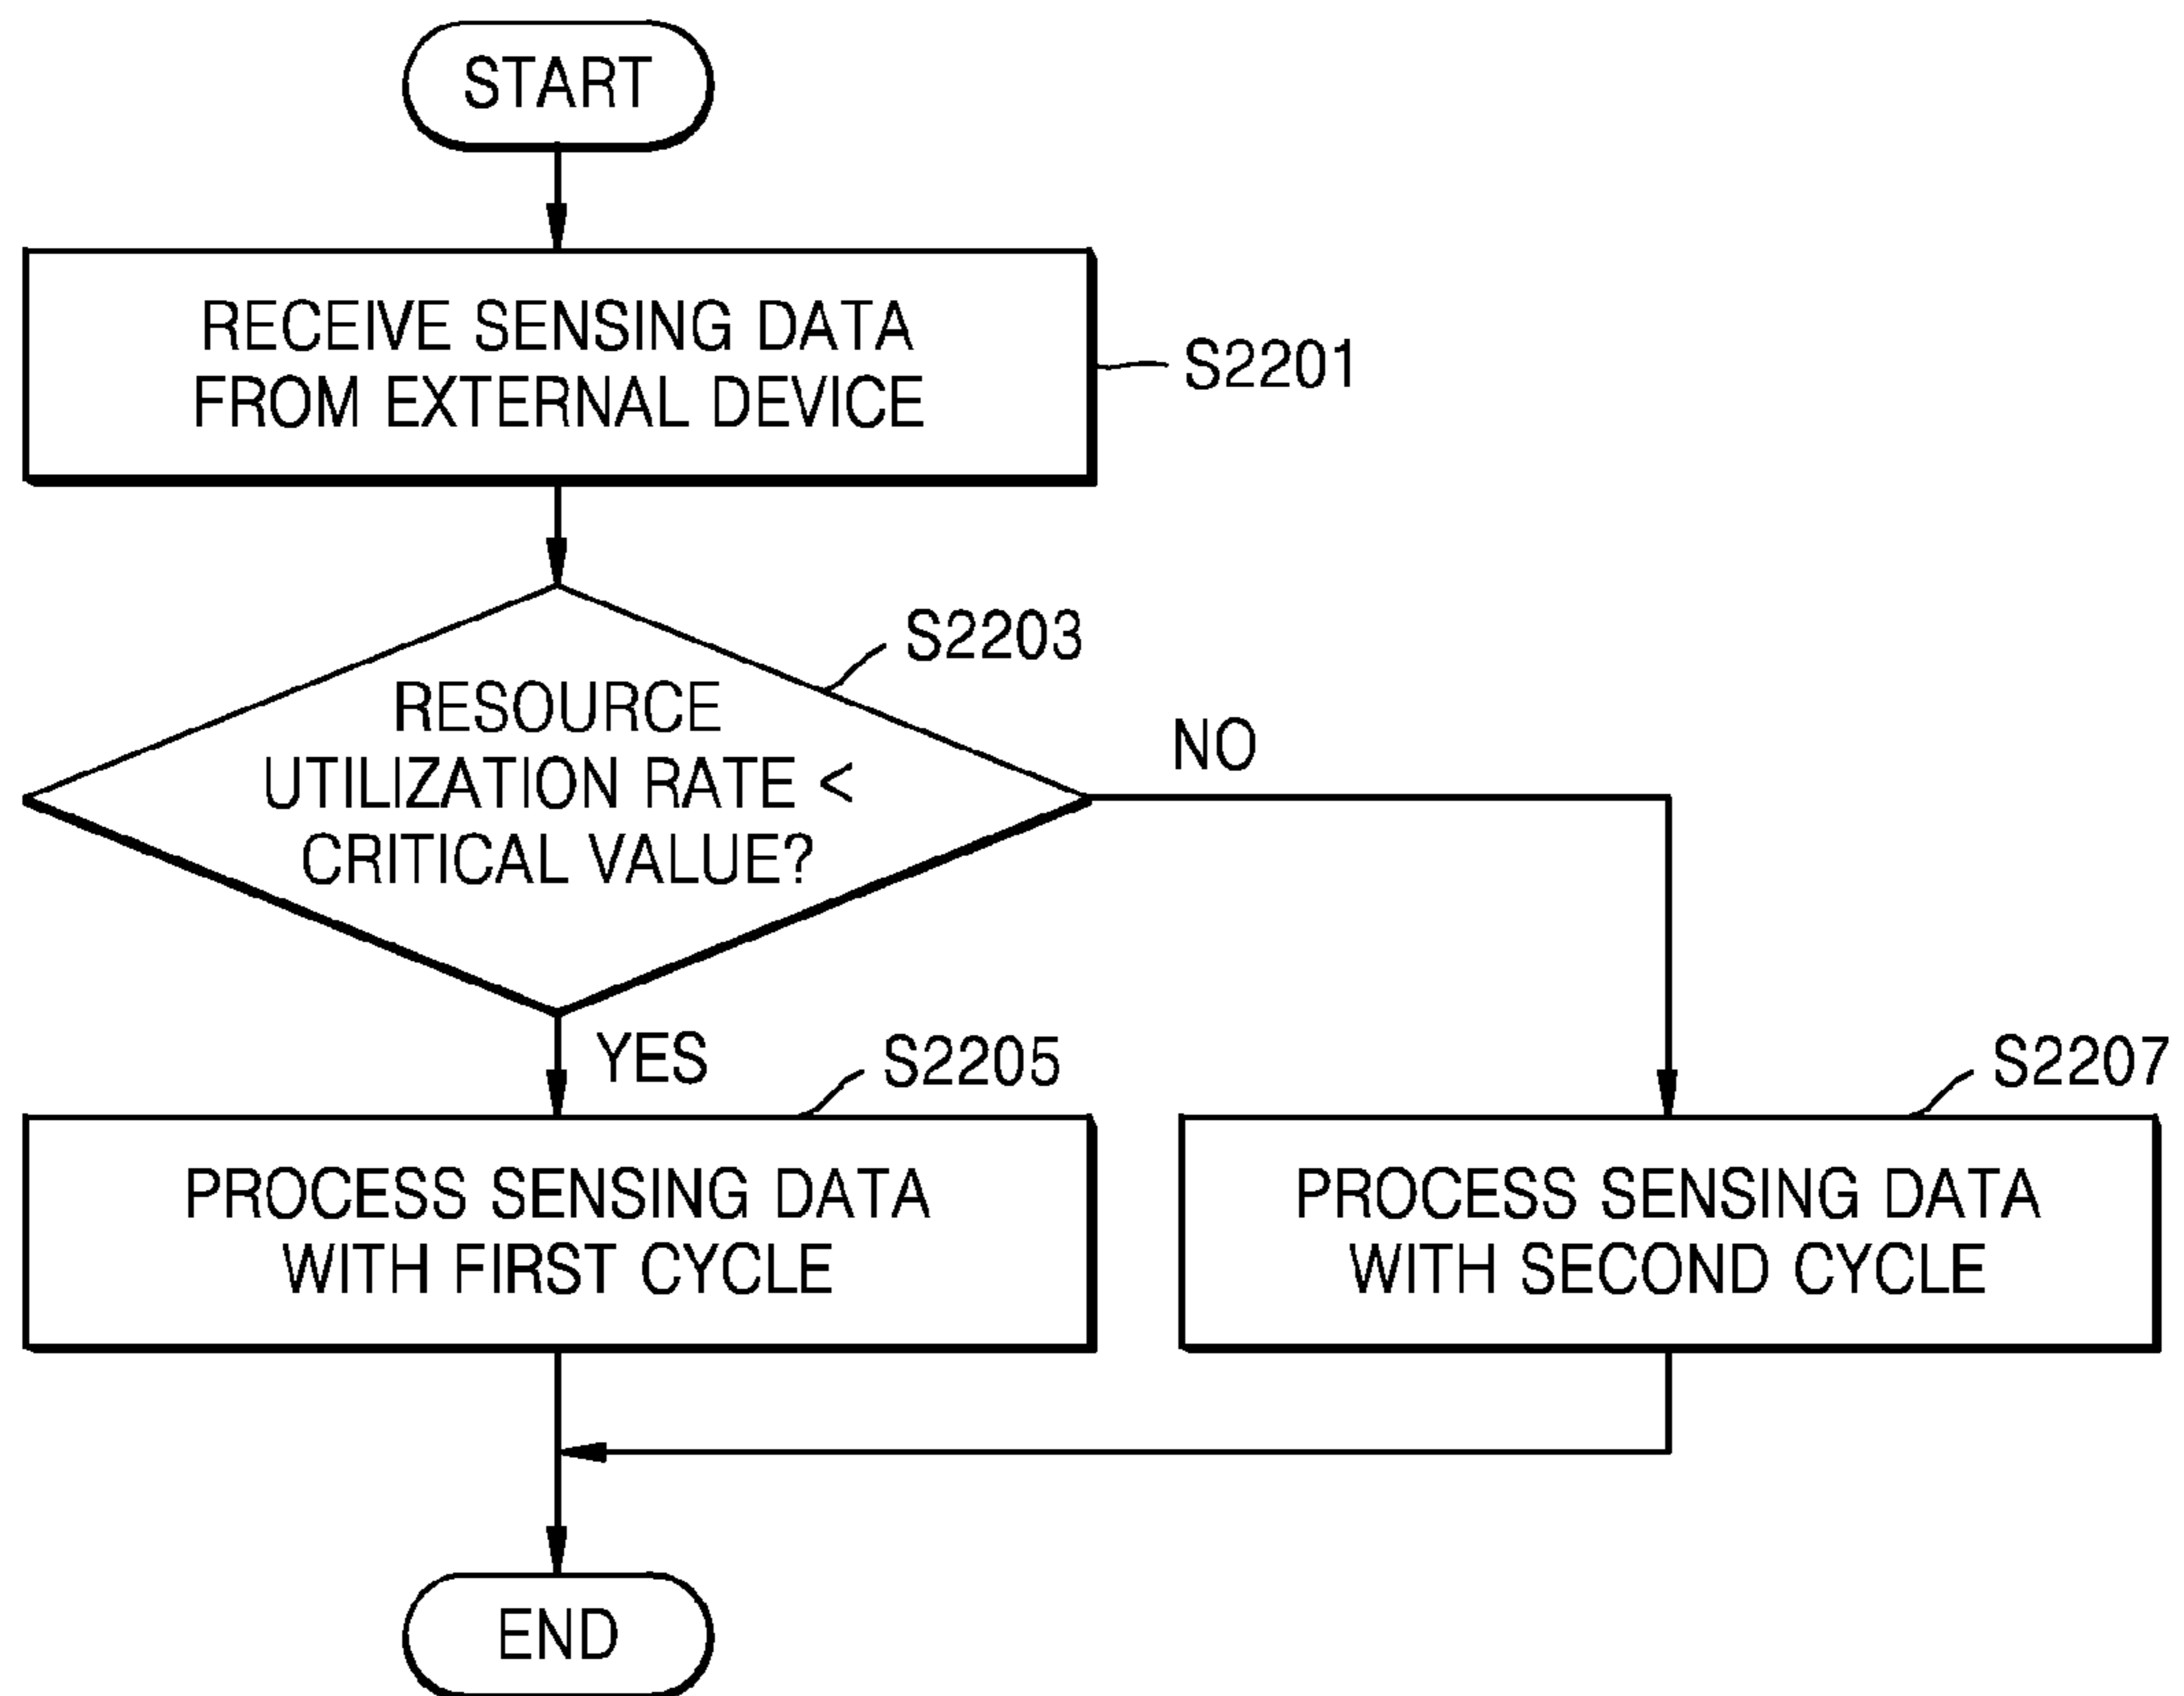 START
RECEIVE SENSING DATA
FROM EXTERNAL DEVICE
S2201
S2203
RESOURCE
UTILIZATION RATE <
CRITICAL VALUE?
NO
YES
S2205
S2207
PROCESS SENSING DATA
WITH FIRST CYCLE
PROCESS SENSING DATA
WITH SECOND CYCLE
END